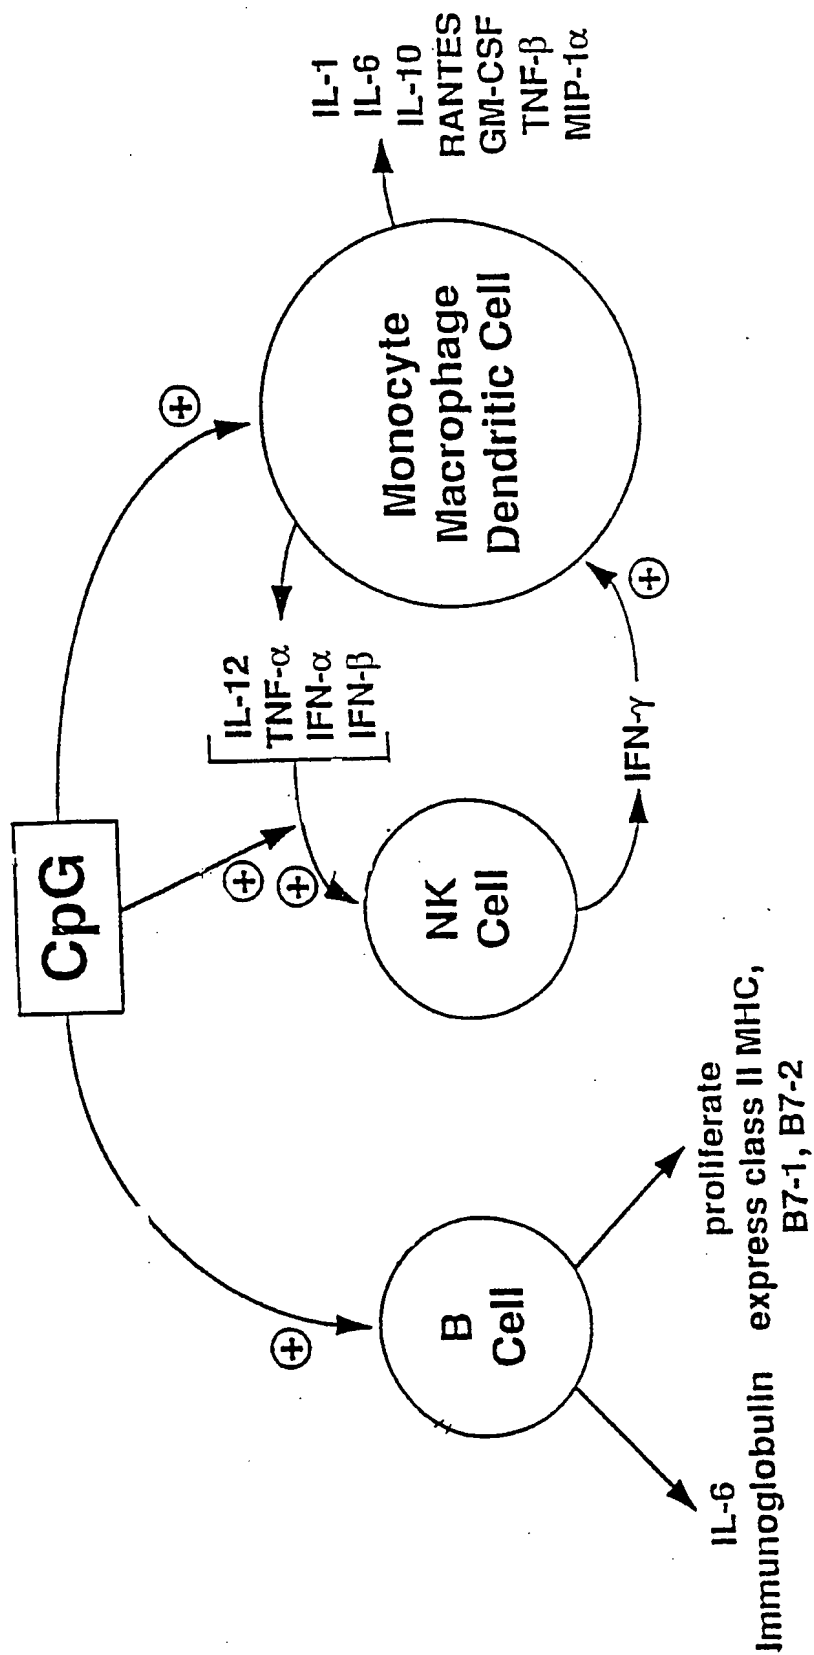 CpG
⊕
⊕
⊕
⊕
IL-12
TNF-α
IFN-α
IFN-β
B
Cell
NK
Cell
Monocyte
Macrophage
Dendritic Cell
IL-1
IL-6
IL-10
RANTES
GM-CSF
TNF-β
MIP-1α
IFN-γ
⊕
IL-6
Immunoglobulin
proliferate
express class II MHC,
B7-1, B7-2